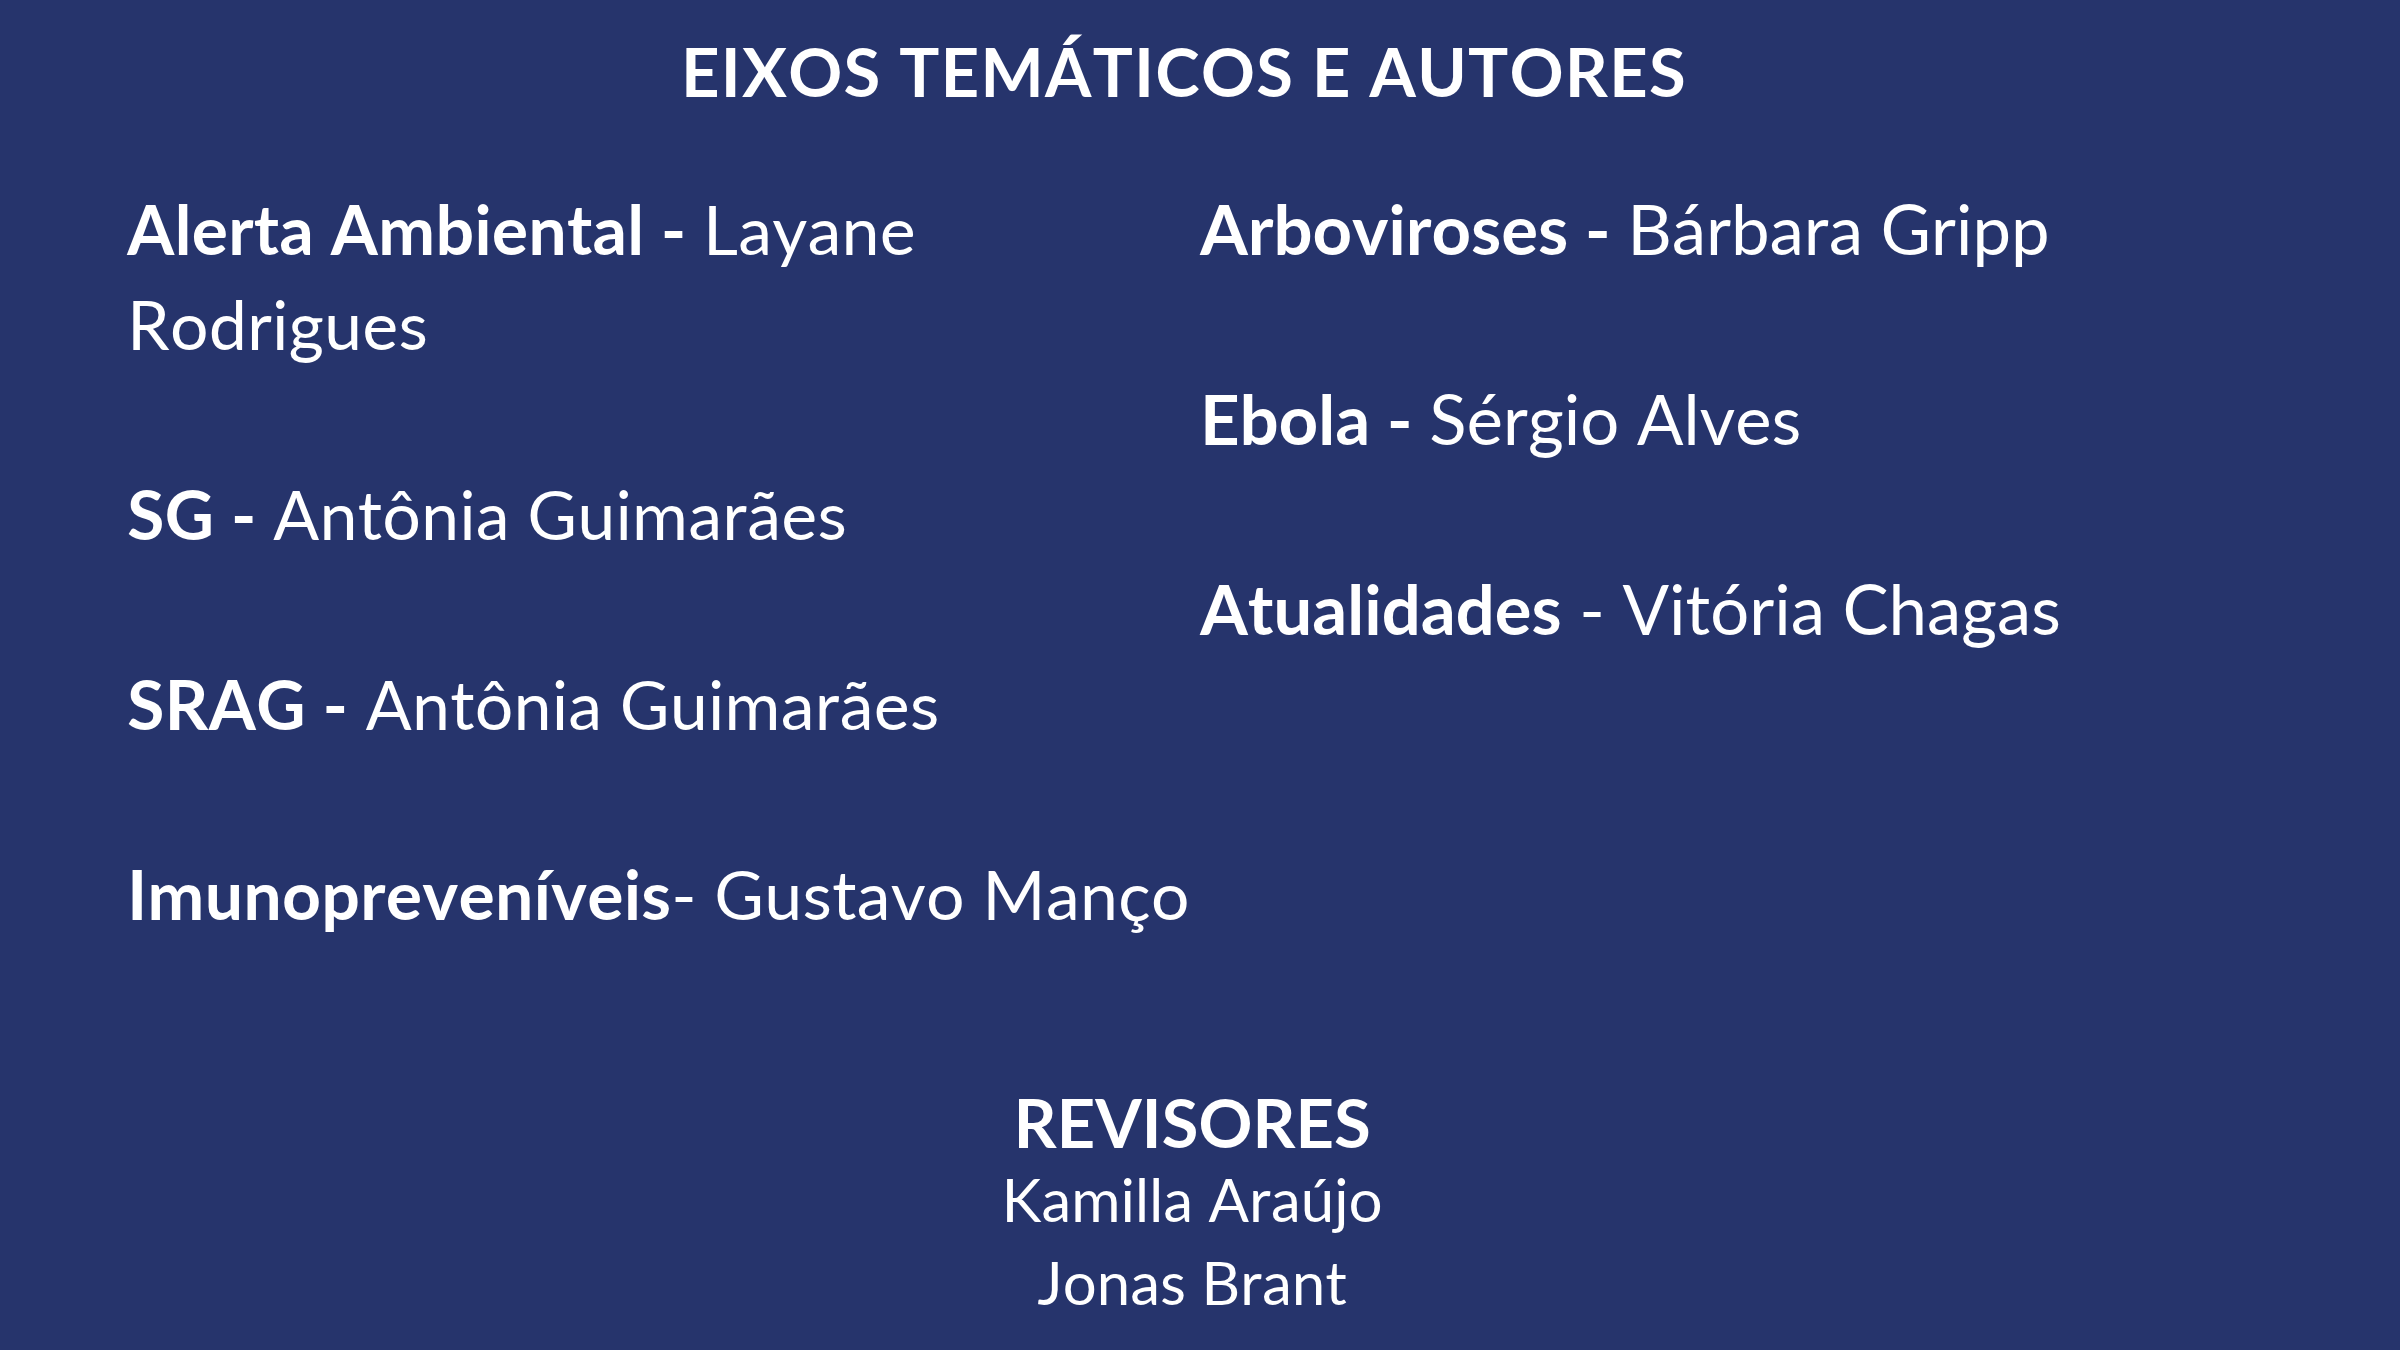 EIXOS TEMÁTICOS E AUTORES
Alerta Ambiental - Layane
Rodrigues
SG - Antônia Guimarães
SRAG - Antônia Guimarães
Imunopreveníveis- Gustavo Manço
Arboviroses - Bárbara Gripp
Ebola - Sérgio Alves
Atualidades - Vitória Chagas
REVISORES
Kamilla Araújo
Jonas Brant